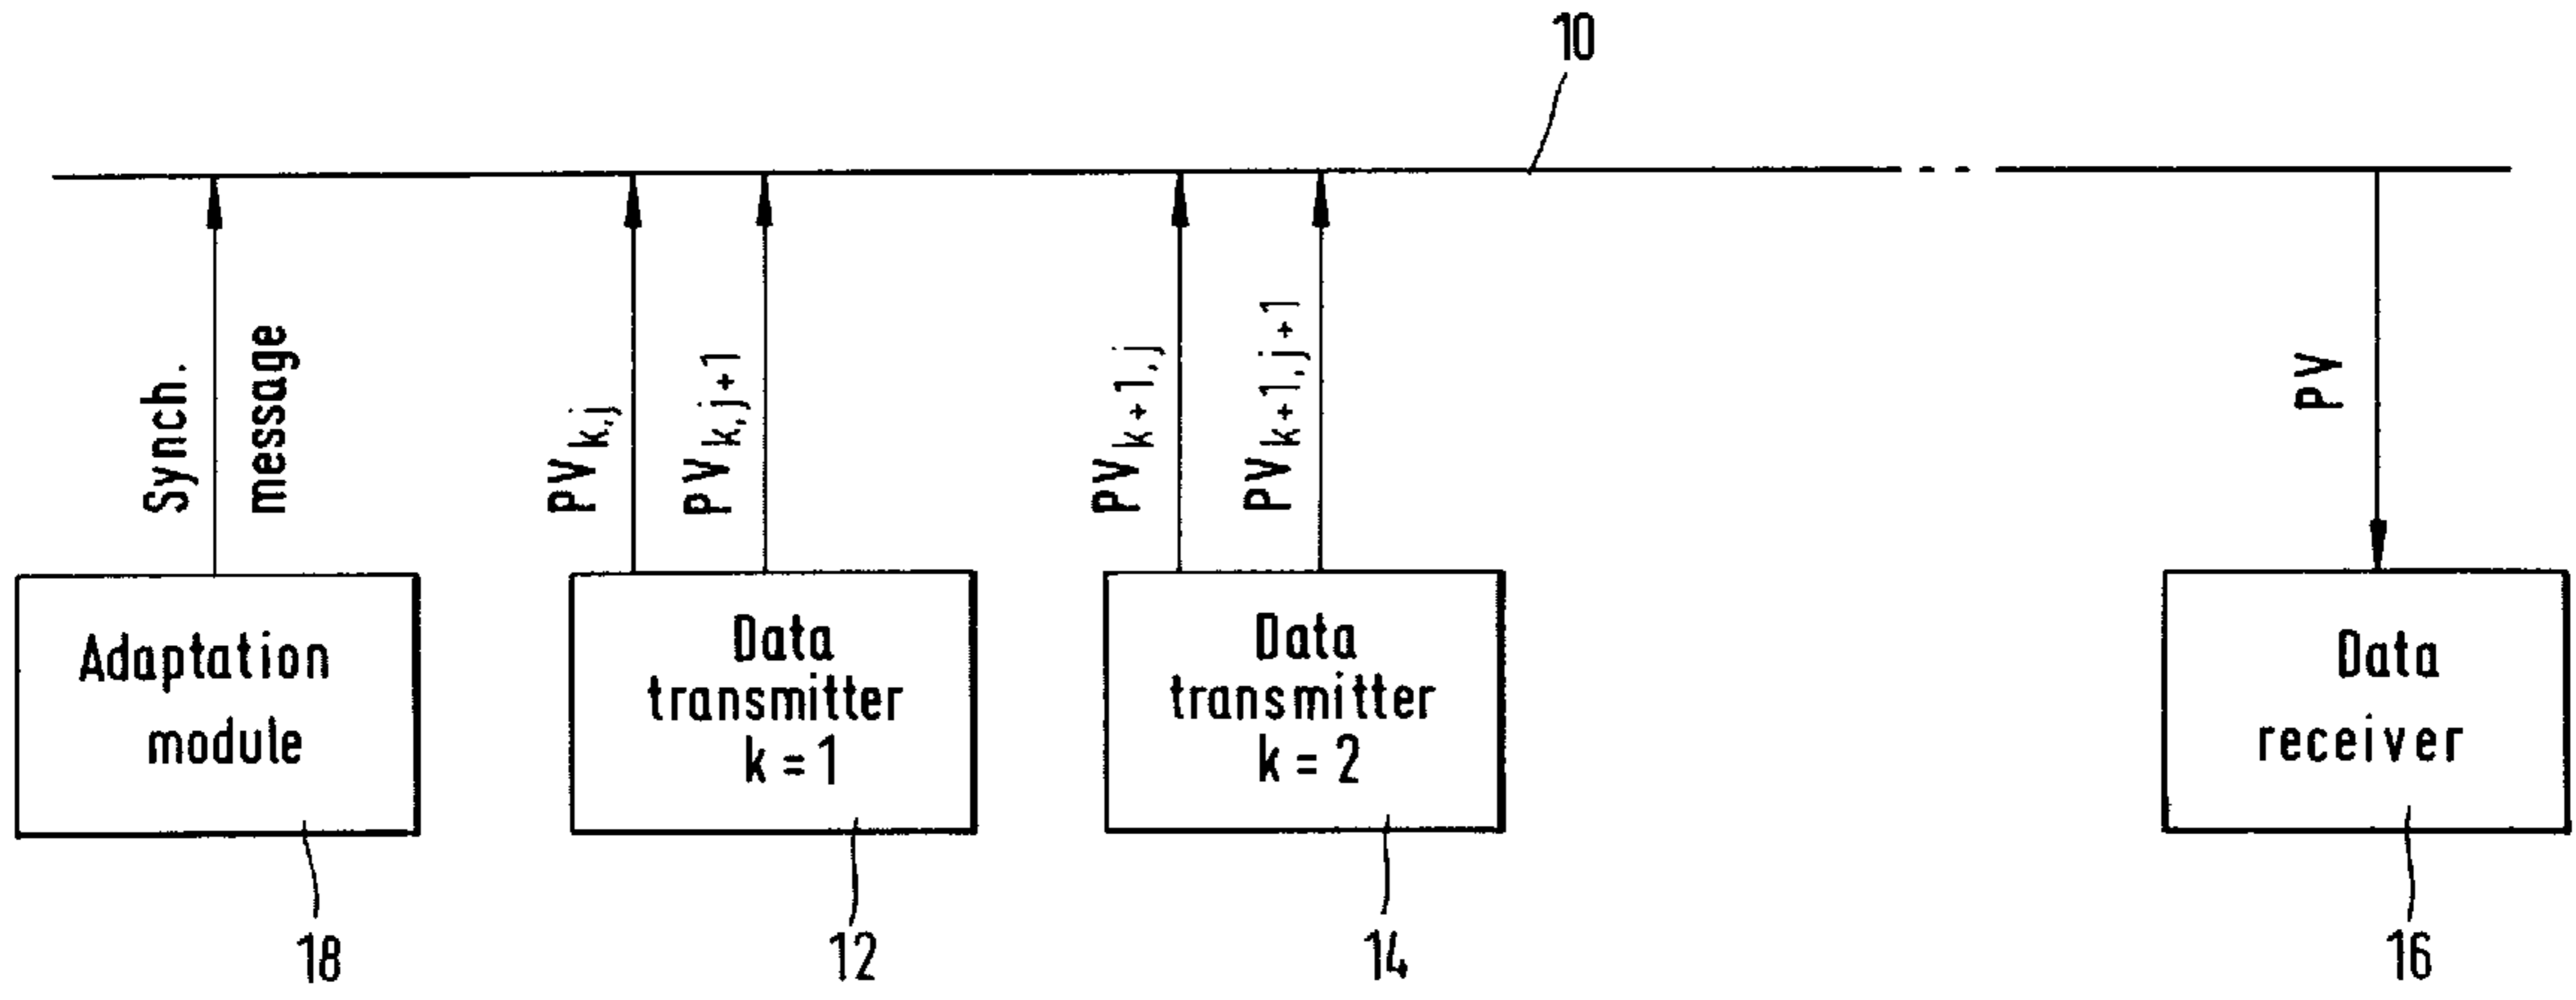 10
Synch.
message
PVk,j
PVk,j+1
PVk+1,j
PVk+1,j+1
PV
Adaptation
module
Data
transmitter
k = 1
Data
transmitter
k = 2
Data
receiver
18
12
14
16